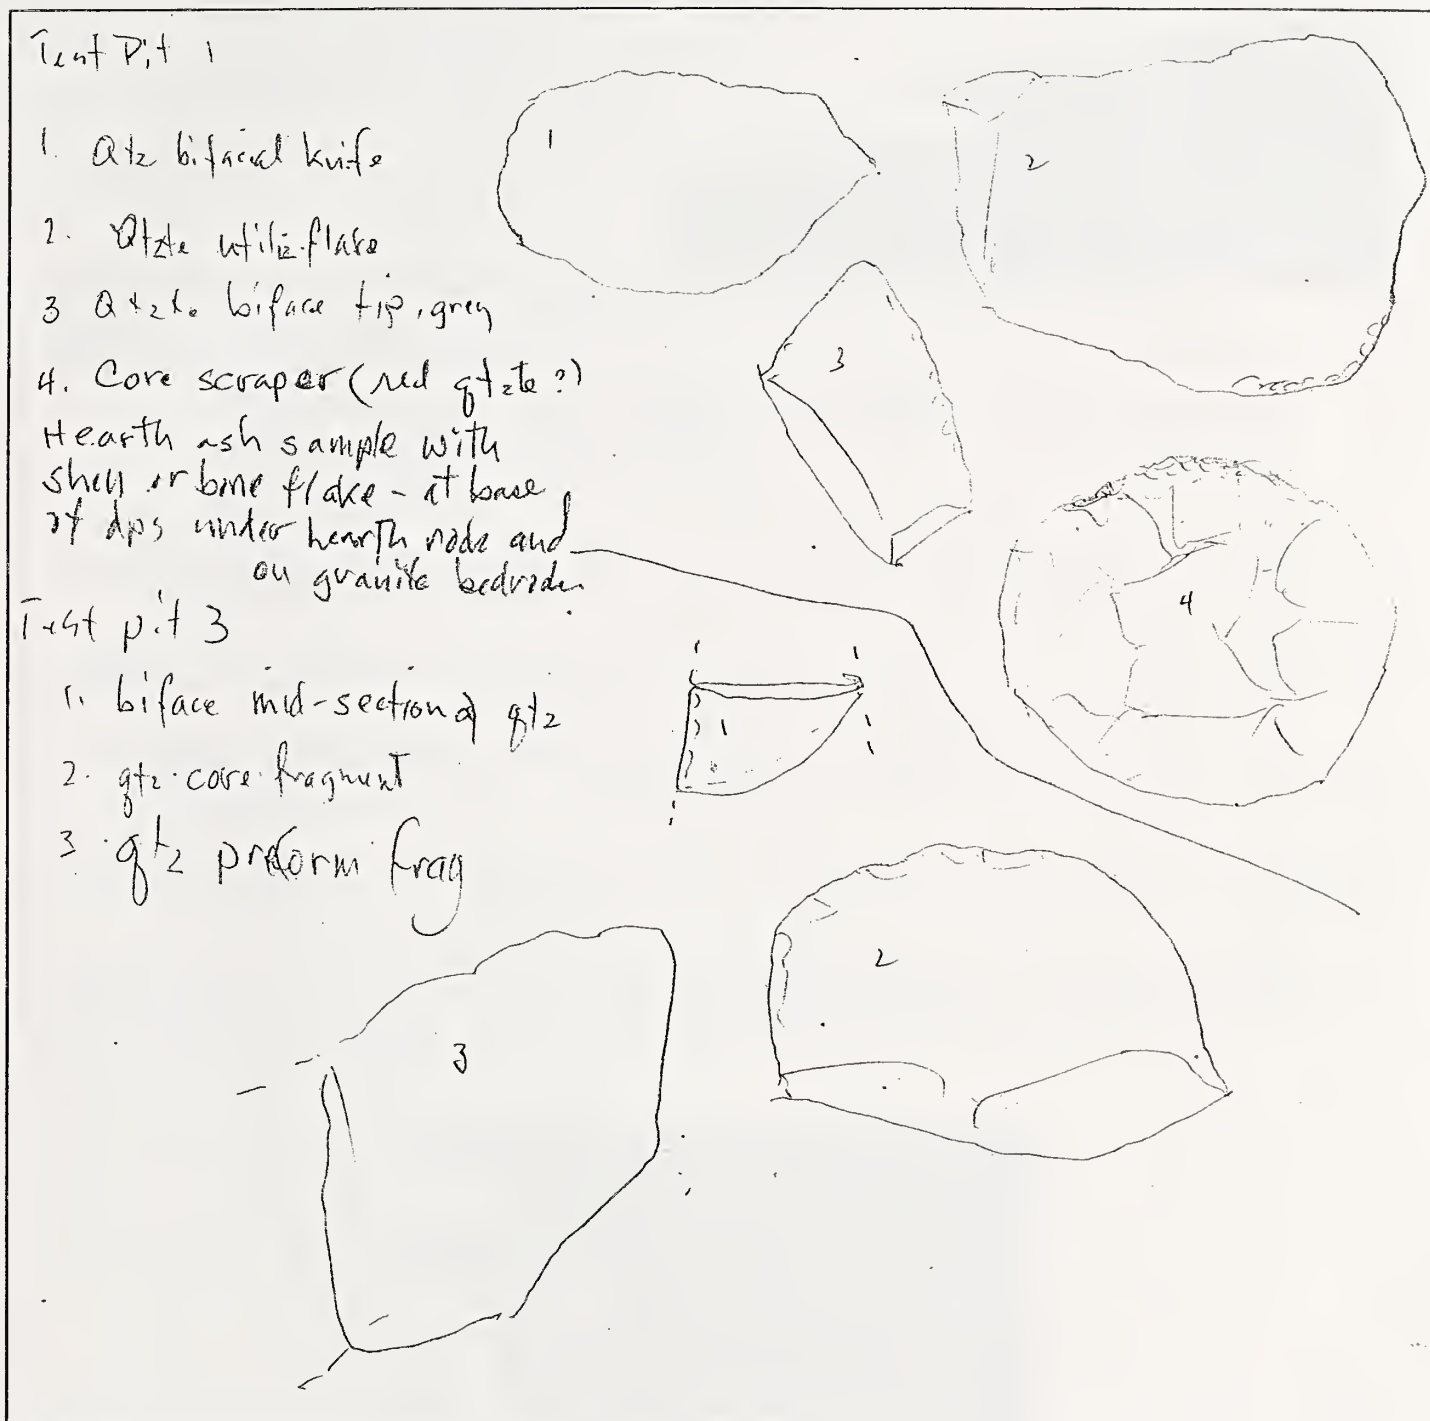 Test Pit 1
1. Qtz bifacial knife
2. Qtzte utiliz. flake
3 Qtzte biface tip, grey
4. Core scraper (red qtzte?)
Hearth ash sample with
shell or bone flake - at base
of dps under hearth and
on granite
Test pit 3
1. biface mid-section of qtz
2. qtz core fragment
3. qtz preform frag
1
2
3
4
1
2
3